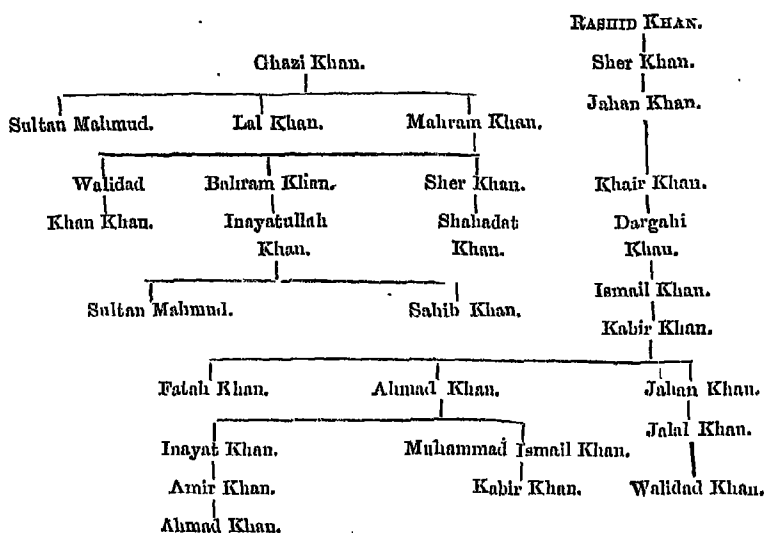 RASHID KHAN.
Ghazi Khan. Sher Khan.
Jahan Khan.
Sultan Mahmud. Lal Khan. Mahram Khan.
Walidad Bahram Khan. Sher Khan. Khair Khan.
Khan Khan. Inayatullah Shahadat Dargahi
Khan. Khan. Khan.
Ismail Khan.
Sultan Mahmud. Sahib Khan.
Kabir Khan.
Fatah Khan. Ahmad Khan. Jahan Khan.
Jalal Khan.
Inayat Khan. Muhammad Ismail Khan.
Amir Khan. Kabir Khan. Walidad Khan.
Ahmad Khan.